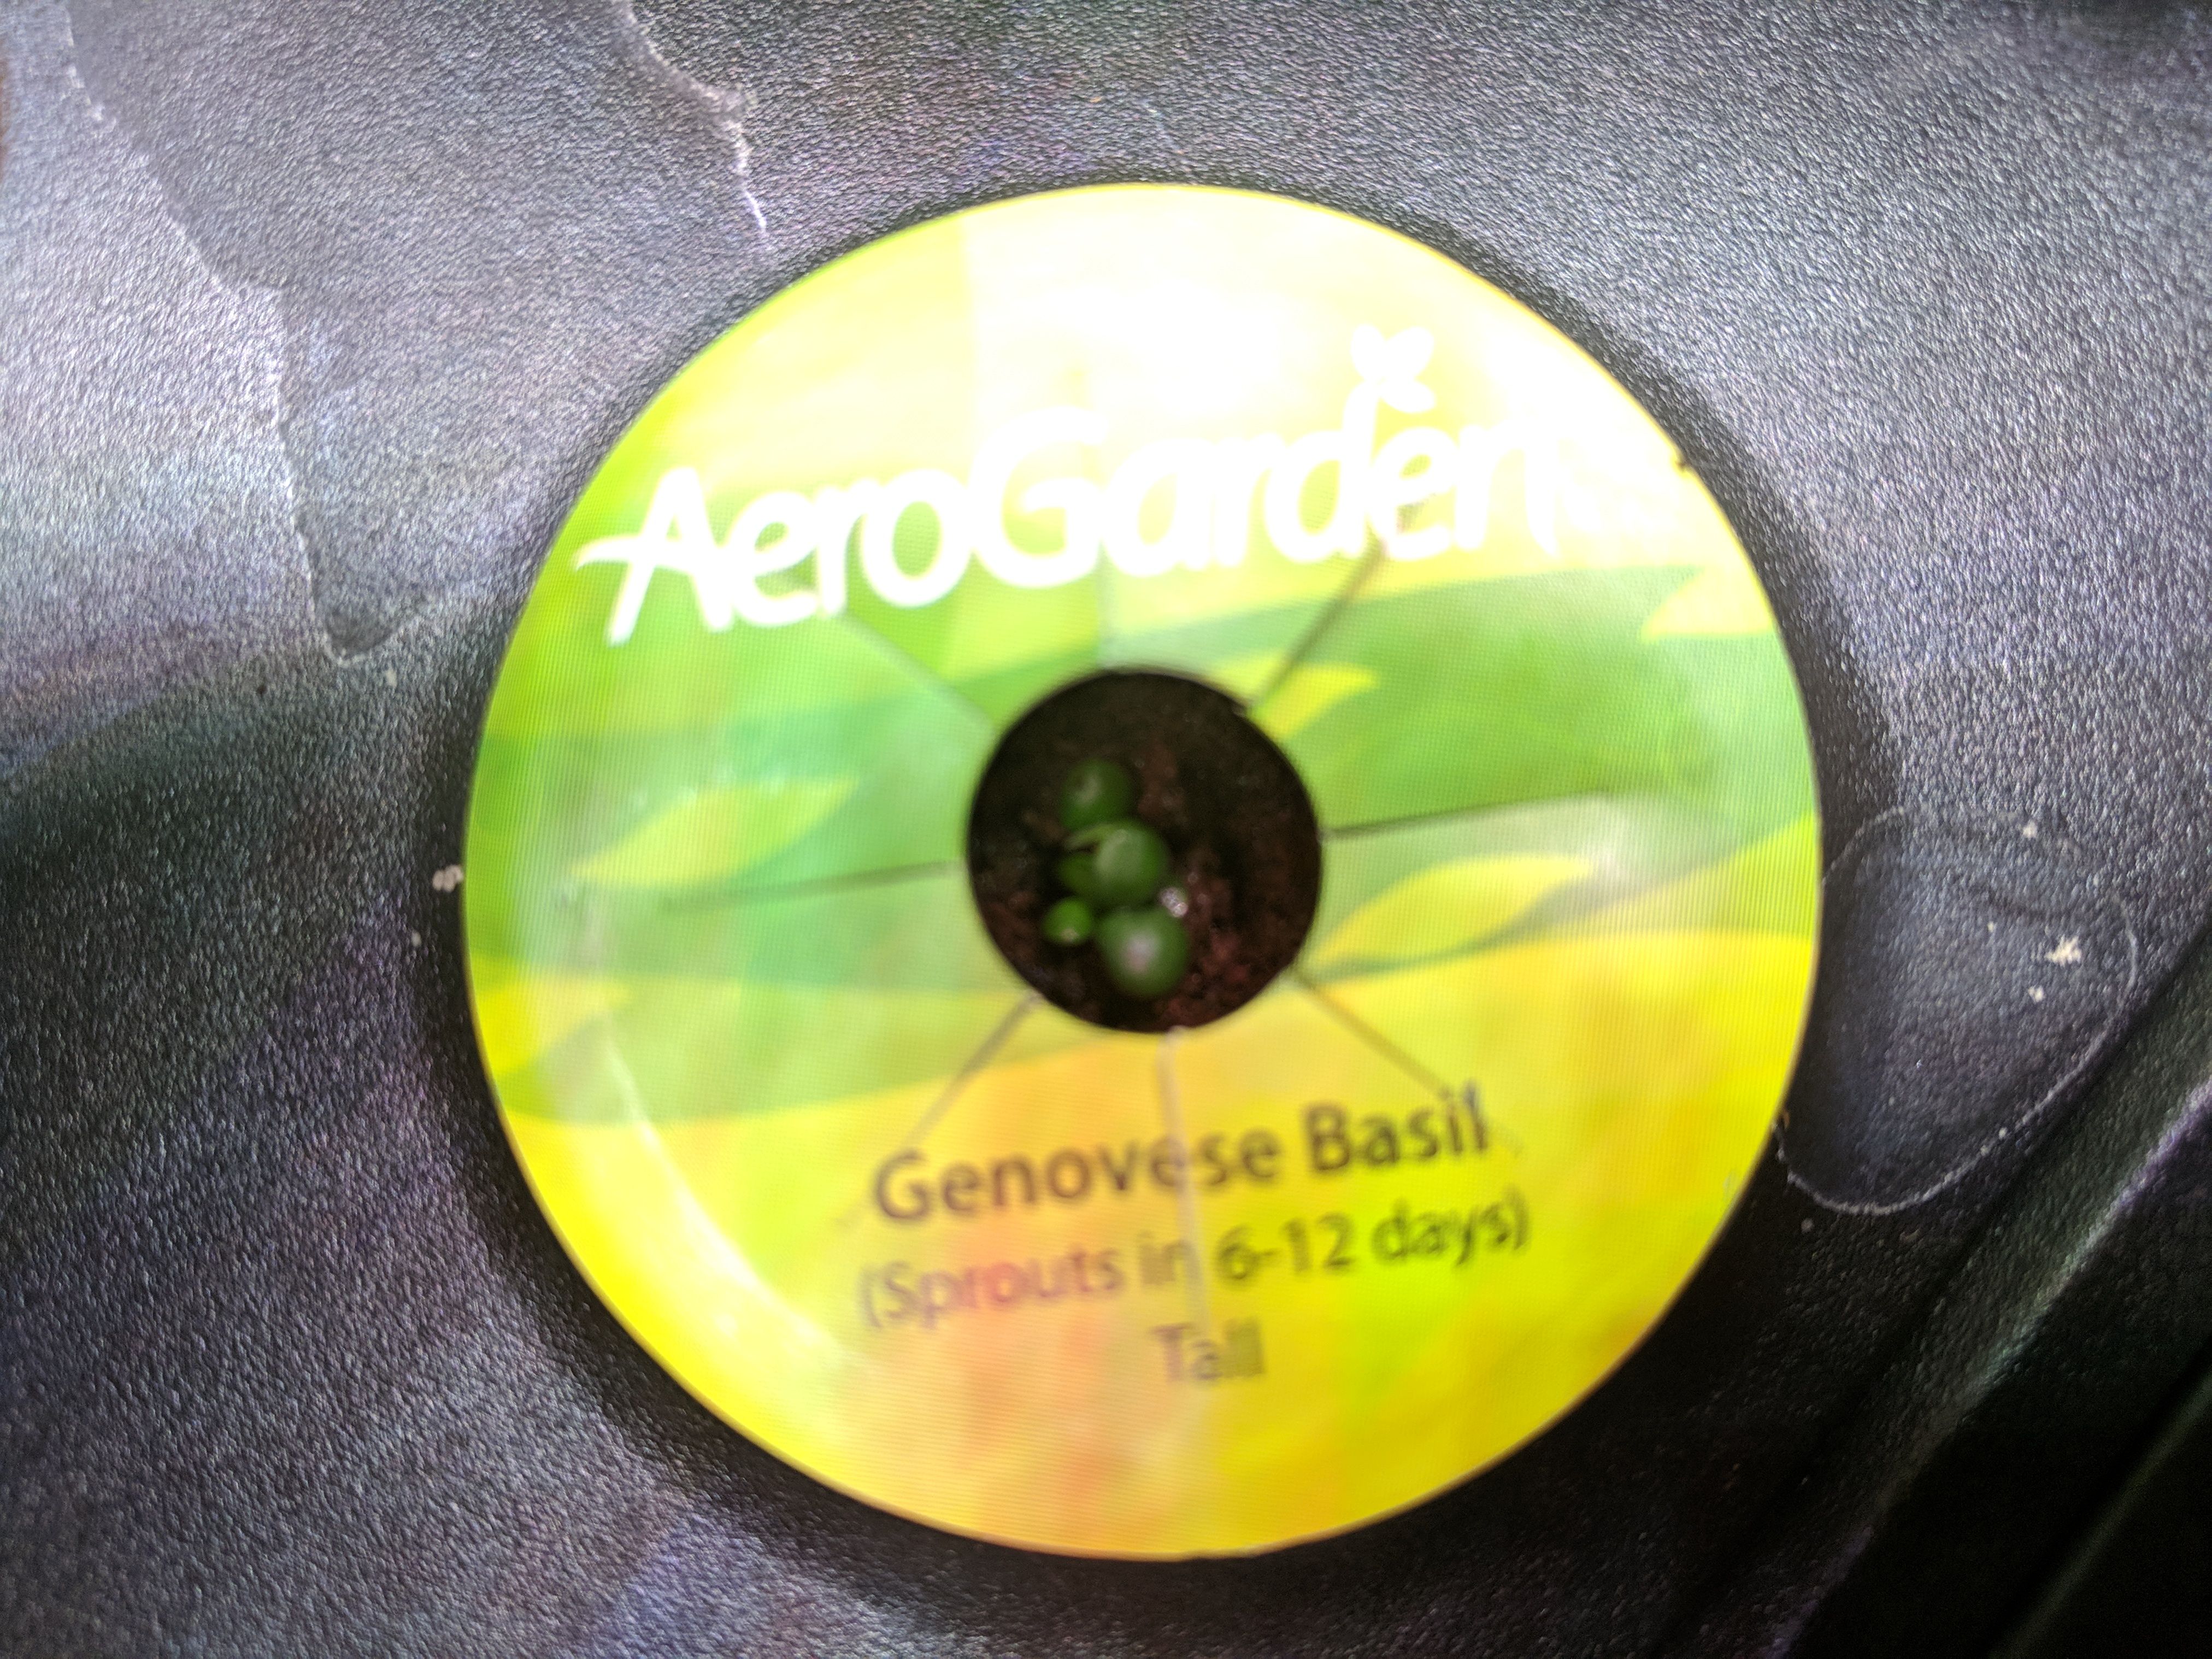 AeroGarden
Genovese Basil
(Sprouts in 6-12 days)
Tall